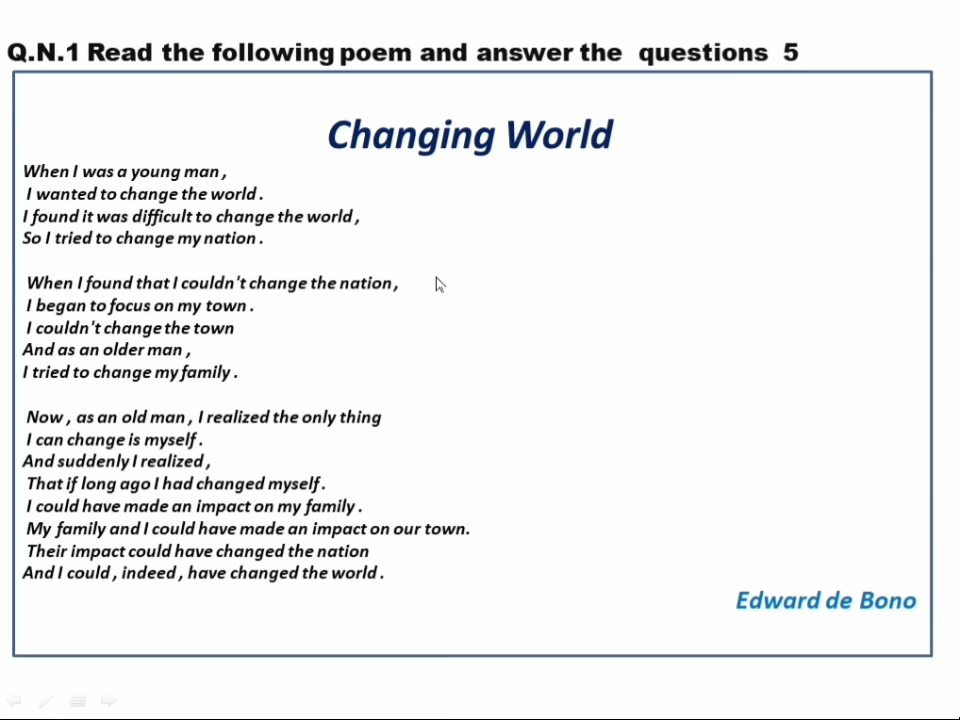 Q.N.1 Read the following poem and answer the questions 5
Changing World
When I was a young man ,
I wanted to change the world .
I found it was difficult to change the world ,
So I tried to change my nation .
When I found that I couldn't change the nation ,
I began to focus on my town .
I couldn't change the town
And as an older man ,
I tried to change my family .
Now , as an old man , I realized the only thing
I can change is myself .
And suddenly I realized ,
That if long ago I had changed myself .
I could have made an impact on my family .
My family and I could have made an impact on our town.
Their impact could have changed the nation
And I could , indeed , have changed the world .
Edward de Bono